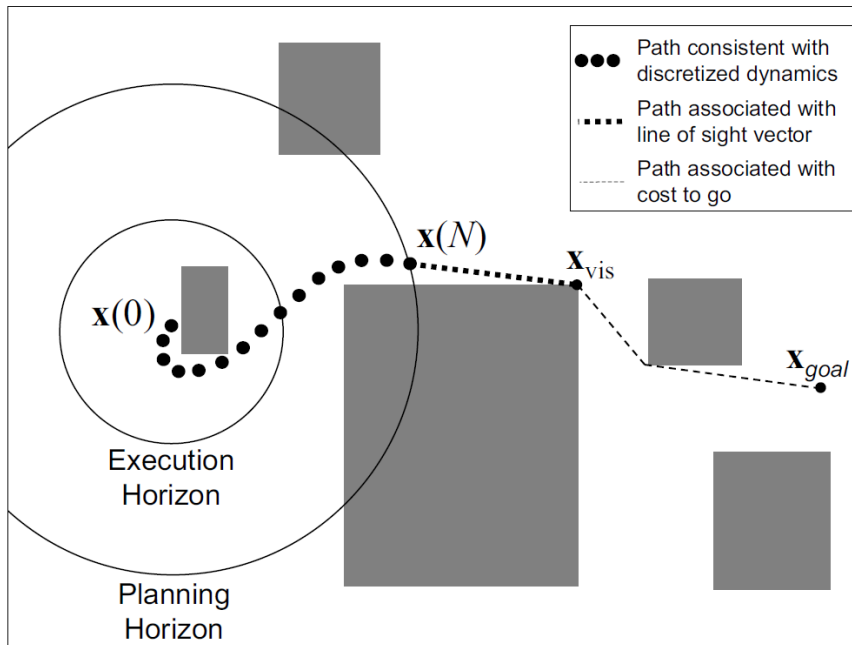 Path consistent with
discretized dynamics
Path associated with
line of sight vector
Path associated with
cost to go
x(N)
x_vis
x(0)
x_goal
Execution
Horizon
Planning
Horizon